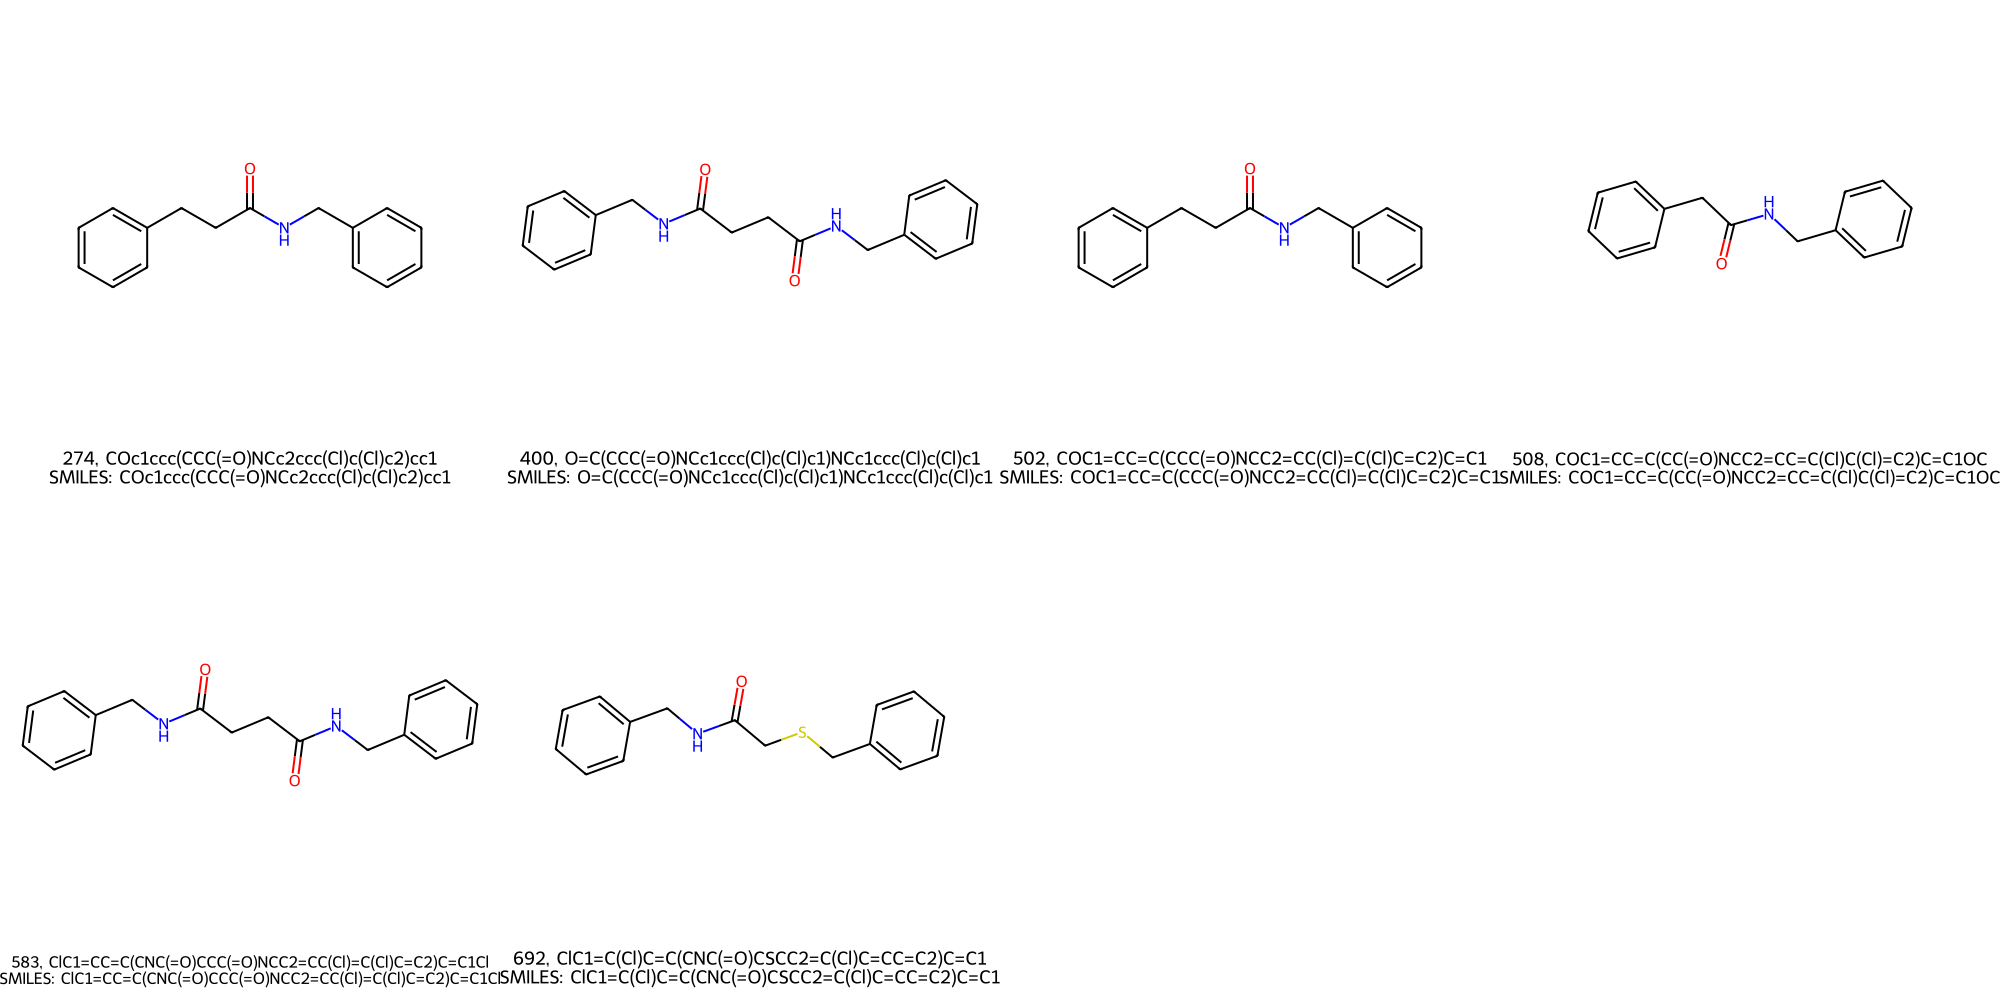 O
N
H
O
N
H
H
N
O
O
N
H
H
N
O
274, COc1ccc(CCC(=O)NCc2ccc(Cl)c(Cl)c2)cc1
SMILES: COc1ccc(CCC(=O)NCc2ccc(Cl)c(Cl)c2)cc1
400, O=C(CCC(=O)NCc1ccc(Cl)c(Cl)c1)NCc1ccc(Cl)c(Cl)c1
SMILES: O=C(CCC(=O)NCc1ccc(Cl)c(Cl)c1)NCc1ccc(Cl)c(Cl)c1
502, COC1=CC=C(CCC(=O)NCC2=CC(Cl)=C(Cl)C=C2)C=C1
SMILES: COC1=CC=C(CCC(=O)NCC2=CC(Cl)=C(Cl)C=C2)C=C1
508, COC1=CC=C(CC(=O)NCC2=CC=C(Cl)C(Cl)=C2)C=C1OC
SMILES: COC1=CC=C(CC(=O)NCC2=CC=C(Cl)C(Cl)=C2)C=C1OC
O
N
H
H
N
O
O
N
H
S
583, ClC1=CC=C(CNC(=O)CCC(=O)NCC2=CC(Cl)=C(Cl)C=C2)C=C1Cl
SMILES: ClC1=CC=C(CNC(=O)CCC(=O)NCC2=CC(Cl)=C(Cl)C=C2)C=C1Cl
692, ClC1=C(Cl)C=C(CNC(=O)CSCC2=C(Cl)C=CC=C2)C=C1
SMILES: ClC1=C(Cl)C=C(CNC(=O)CSCC2=C(Cl)C=CC=C2)C=C1